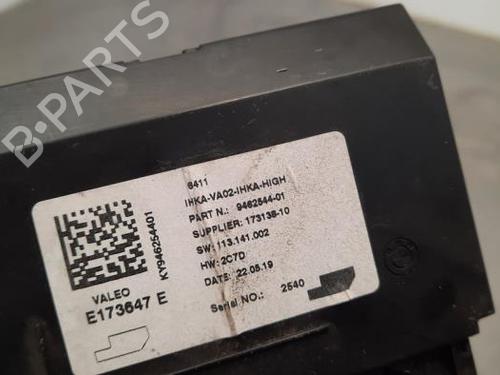 B-PARTS
6411
IHKA-VA02-IHKA-HIGH
PART N.: 9462544-01
SUPPLIER: 173138-10
SW: 113.141.002
HW: 2C7D
DATE: 22.05.19
Serial NO.: 2540
KY946254401
VALEO
E173647 E